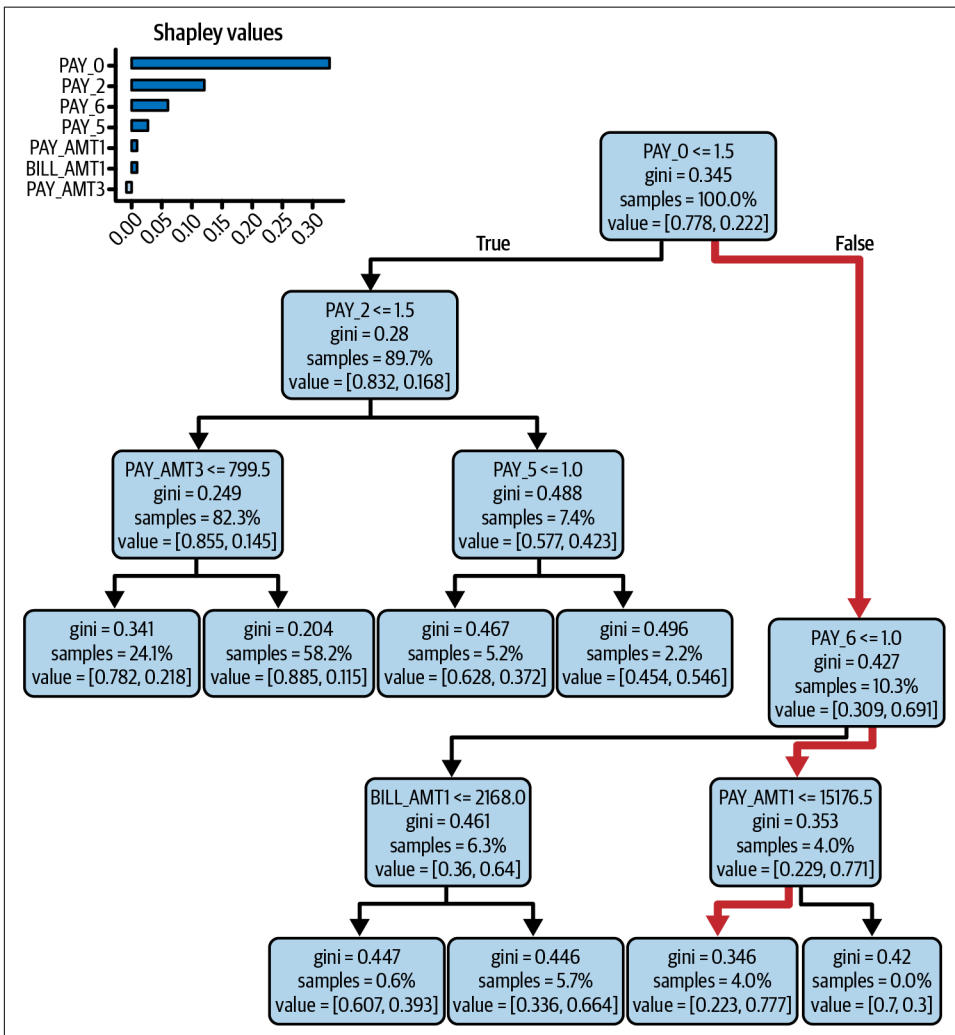 Shapley values
PAY_0
PAY_2
PAY_6
PAY_5
PAY_AMT1
BILL_AMT1
PAY_AMT3
0.00
0.05
0.10
0.15
0.20
0.25
0.30
PAY_0 <= 1.5
gini = 0.345
samples = 100.0%
value = [0.778, 0.222]
True
False
PAY_2 <= 1.5
gini = 0.28
samples = 89.7%
value = [0.832, 0.168]
PAY_AMT3 <= 799.5
gini = 0.249
samples = 82.3%
value = [0.855, 0.145]
PAY_5 <= 1.0
gini = 0.488
samples = 7.4%
value = [0.577, 0.423]
gini = 0.341
samples = 24.1%
value = [0.782, 0.218]
gini = 0.204
samples = 58.2%
value = [0.885, 0.115]
gini = 0.467
samples = 5.2%
value = [0.628, 0.372]
gini = 0.496
samples = 2.2%
value = [0.454, 0.546]
PAY_6 <= 1.0
gini = 0.427
samples = 10.3%
value = [0.309, 0.691]
BILL_AMT1 <= 2168.0
gini = 0.461
samples = 6.3%
value = [0.36, 0.64]
PAY_AMT1 <= 15176.5
gini = 0.353
samples = 4.0%
value = [0.229, 0.771]
gini = 0.447
samples = 0.6%
value = [0.607, 0.393]
gini = 0.446
samples = 5.7%
value = [0.336, 0.664]
gini = 0.346
samples = 4.0%
value = [0.223, 0.777]
gini = 0.42
samples = 0.0%
value = [0.7, 0.3]